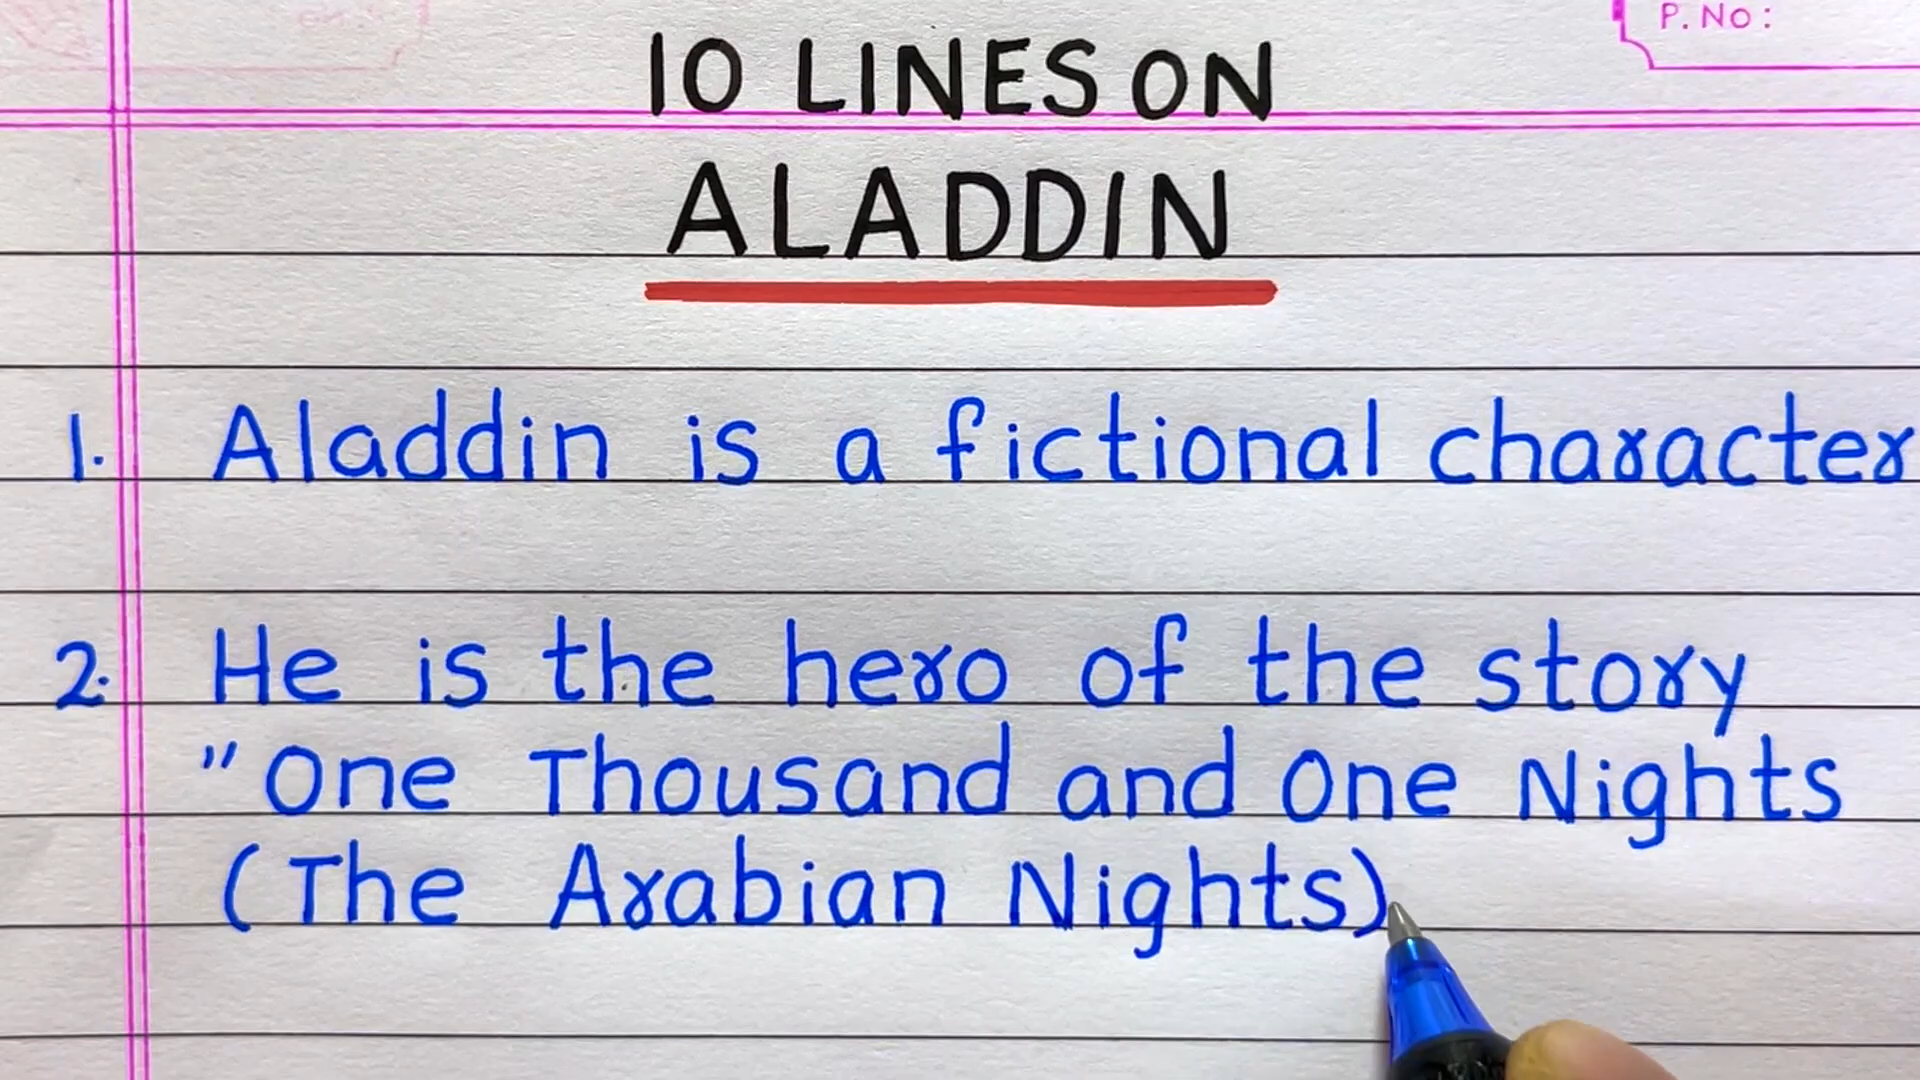 P. No:
10 LINES ON
ALADDIN
1. Aladdin is a fictional character
2. He is the hero of the story
"One Thousand and One Nights
(The Arabian Nights)